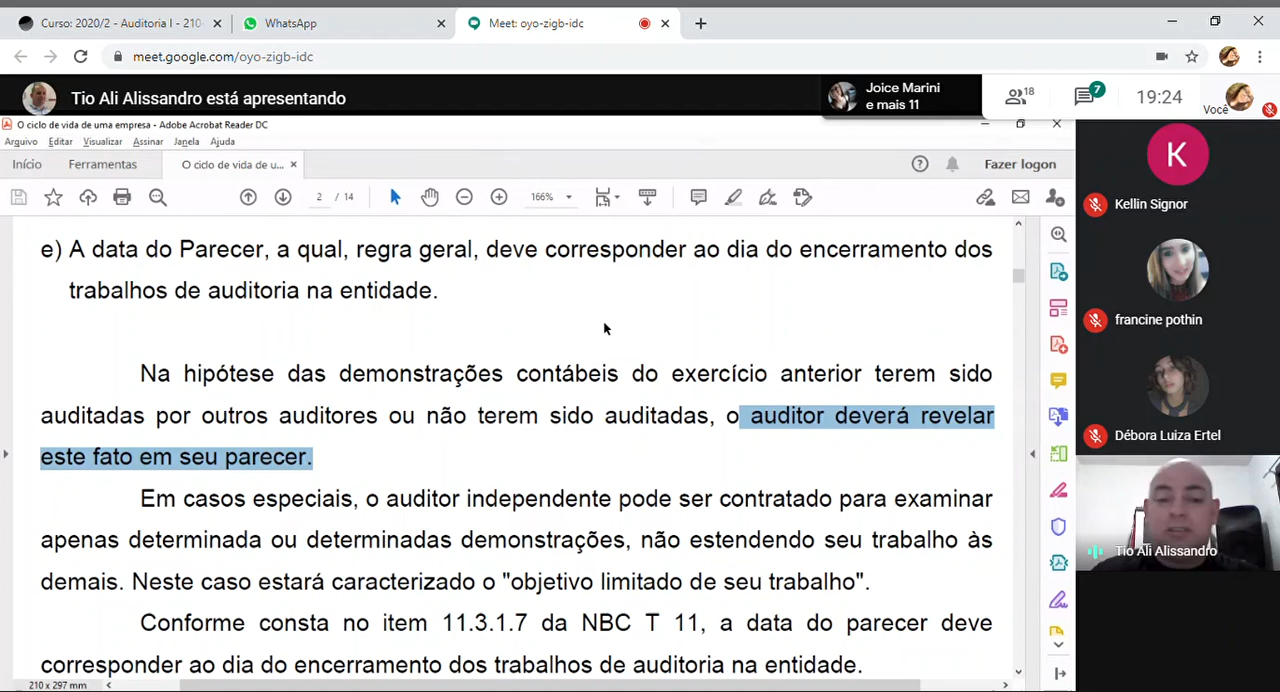 Curso: 2020/2 - Auditoria I - 210
WhatsApp
Meet: oyo-zigb-idc
meet.google.com/oyo-zigb-idc
Tio Ali Alissandro está apresentando
Joice Marini
e mais 11
18
7
19:24
Você
O ciclo de vida de uma empresa - Adobe Acrobat Reader DC
Arquivo Editar Visualizar Assinar Janela Ajuda
Início Ferramentas O ciclo de vida de u... Fazer logon
2 / 14 166%
e) A data do Parecer, a qual, regra geral, deve corresponder ao dia do encerramento dos
trabalhos de auditoria na entidade.
Na hipótese das demonstrações contábeis do exercício anterior terem sido
auditadas por outros auditores ou não terem sido auditadas, o auditor deverá revelar
este fato em seu parecer.
Em casos especiais, o auditor independente pode ser contratado para examinar
apenas determinada ou determinadas demonstrações, não estendendo seu trabalho às
demais. Neste caso estará caracterizado o "objetivo limitado de seu trabalho".
Conforme consta no item 11.3.1.7 da NBC T 11, a data do parecer deve
corresponder ao dia do encerramento dos trabalhos de auditoria na entidade.
210 x 297 mm
K
Kellin Signor
francine pothin
Débora Luiza Ertel
Tio Ali Alissandro